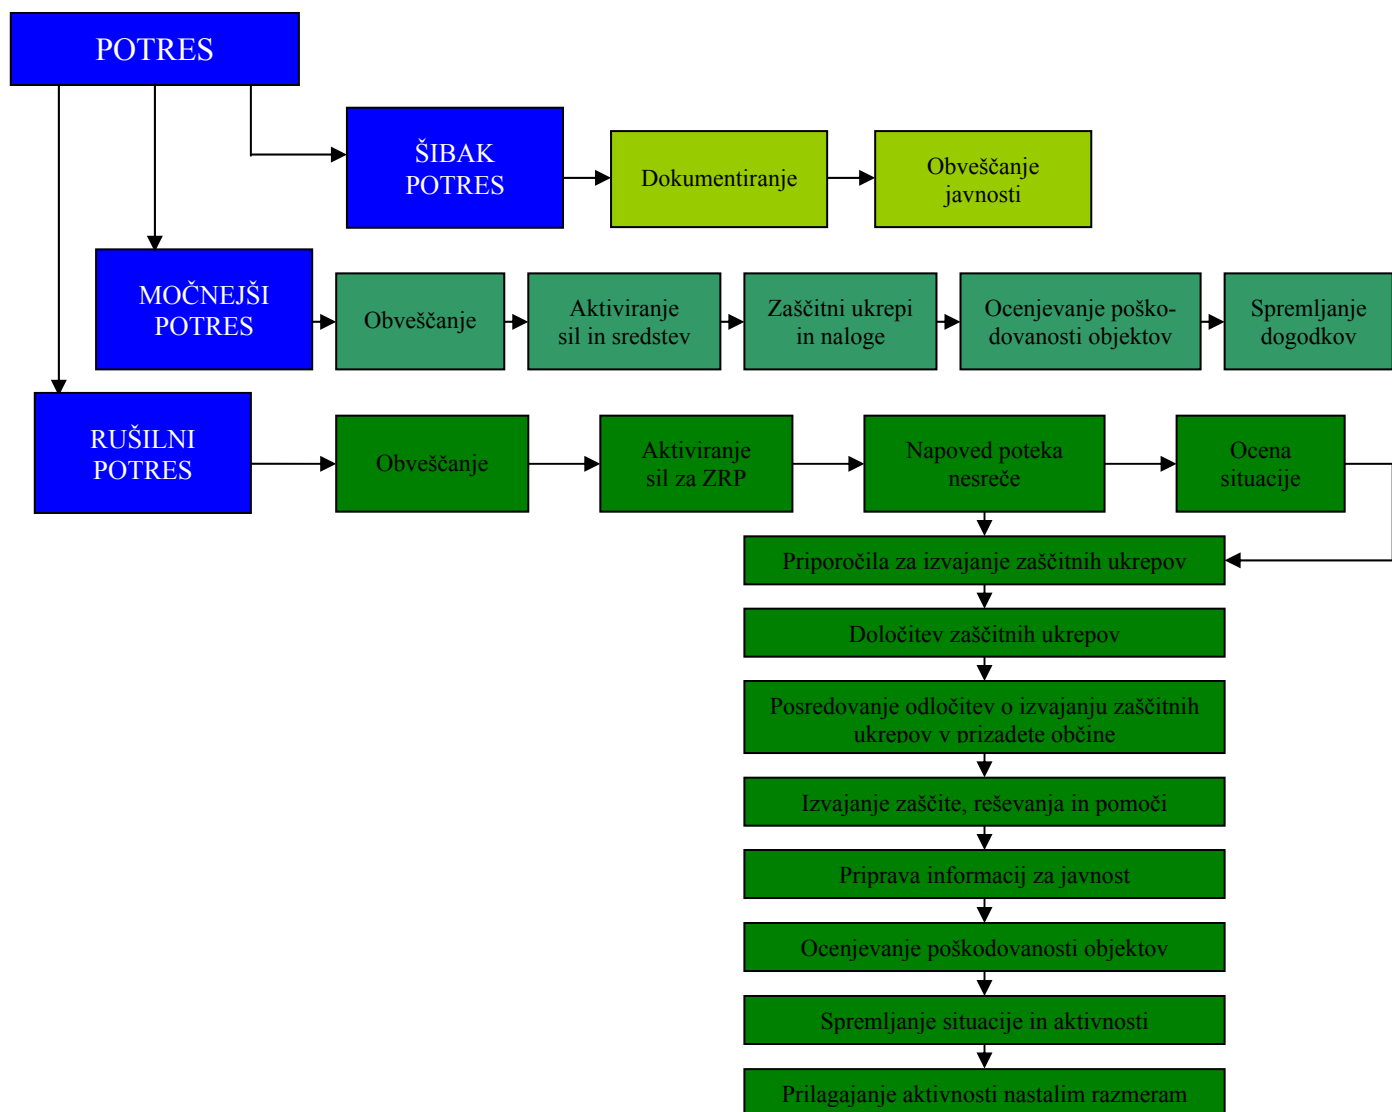 POTRES
ŠIBAK
POTRES
Dokumentiranje
Obveščanje
javnosti
MOČNEJŠI
POTRES
Obveščanje
Aktiviranje
sil in sredstev
Zaščitni ukrepi
in naloge
Ocenjevanje poško-
dovanosti objektov
Spremljanje
dogodkov
RUŠILNI
POTRES
Obveščanje
Aktiviranje
sil za ZRP
Napoved poteka
nesreče
Ocena
situacije
Priporočila za izvajanje zaščitnih ukrepov
Določitev zaščitnih ukrepov
Posredovanje odločitev o izvajanju zaščitnih
ukrepov v prizadete občine
Izvajanje zaščite, reševanja in pomoči
Priprava informacij za javnost
Ocenjevanje poškodovanosti objektov
Spremljanje situacije in aktivnosti
Prilagajanje aktivnosti nastalim razmeram